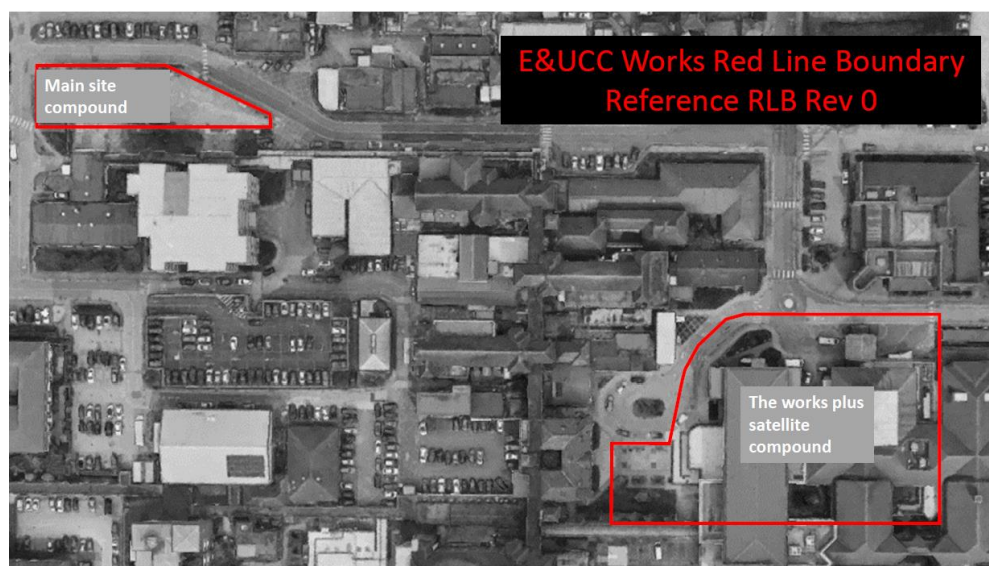 E&UCC Works Red Line Boundary
Reference RLB Rev 0
Main site
compound
The works plus
satellite
compound